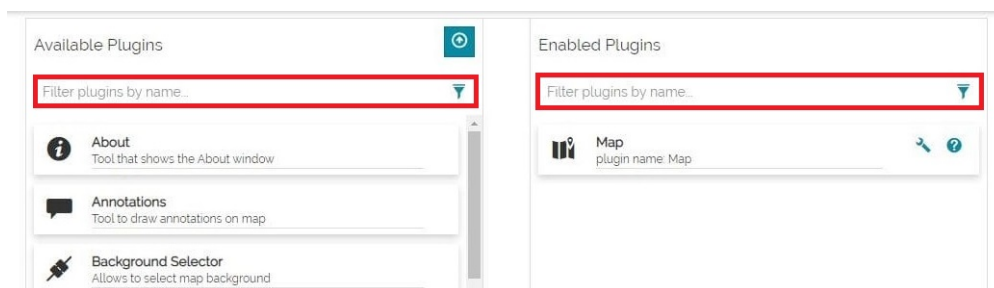 Available Plugins
Filter plugins by name...
About
Tool that shows the About window
Annotations
Tool to draw annotations on map
Background Selector
Allows to select map background
Enabled Plugins
Filter plugins by name...
Map
plugin name: Map